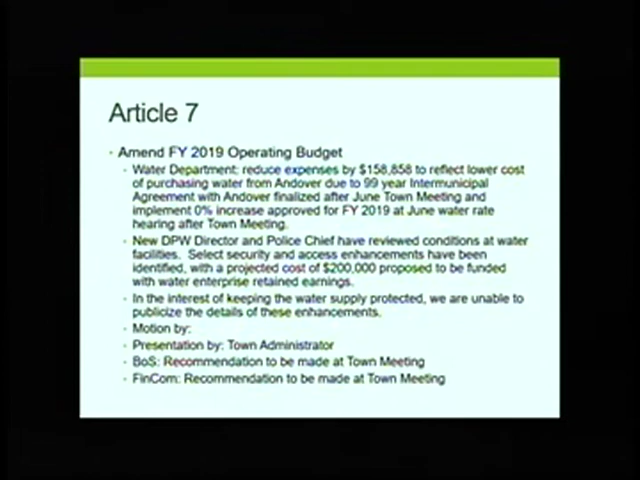 Article 7
• Amend FY 2019 Operating Budget
• Water Department: reduce expenses by $158,858 to reflect lower cost
of purchasing water from Andover due to 99 year Intermunicipal
Agreement with Andover finalized after June Town Meeting and
implement 0% increase approved for FY 2019 at June water rate
hearing after Town Meeting.
• New DPW Director and Police Chief have reviewed conditions at water
facilities.  Select security and access enhancements have been
identified, with a projected cost of $200,000 proposed to be funded
with water enterprise retained earnings.
• In the interest of keeping the water supply protected, we are unable to
publicize the details of these enhancements.
• Motion by:
• Presentation by: Town Administrator
• BoS: Recommendation to be made at Town Meeting
• FinCom: Recommendation to be made at Town Meeting